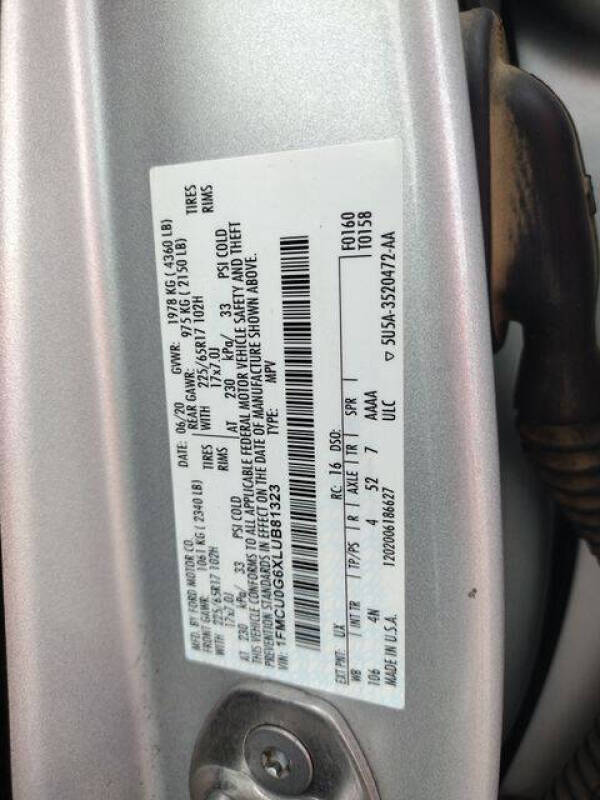 MFD. BY FORD MOTOR CO. DATE: 06/20 GVWR: 1978 KG ( 4360 LB)
FRONT GAWR: 1061 KG ( 2340 LB) REAR GAWR: 975 KG ( 2150 LB)
WITH 225/65R17 102H TIRES WITH 225/65R17 102H TIRES
17x7.0J RIMS 17x7.0J RIMS
AT 230 kPa/ 33 PSI COLD AT 230 kPa/ 33 PSI COLD
THIS VEHICLE CONFORMS TO ALL APPLICABLE FEDERAL MOTOR VEHICLE SAFETY AND THEFT
PREVENTION STANDARDS IN EFFECT ON THE DATE OF MANUFACTURE SHOWN ABOVE.
VIN: 1FMCU0G6XLUB81323 TYPE: MPV
F0160
EXT PNT: UX RC: 16 DSO: T0158
WB INT TR TP/PS R AXLE TR SPR
106 4N 4 52 7 AAAA
ULC
MADE IN U.S.A. 1202006186627 ▽ 5U5A-3520472-AA